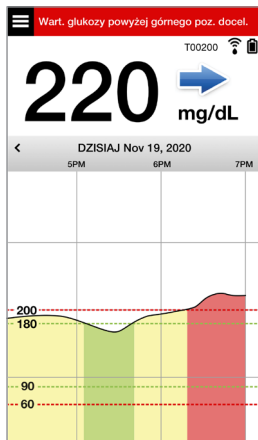 Wart. glukozy powyżej górnego poz. docel.
T00200
220
mg/dL
< DZISIAJ Nov 19, 2020
5PM 6PM 7PM
200
180
90
60